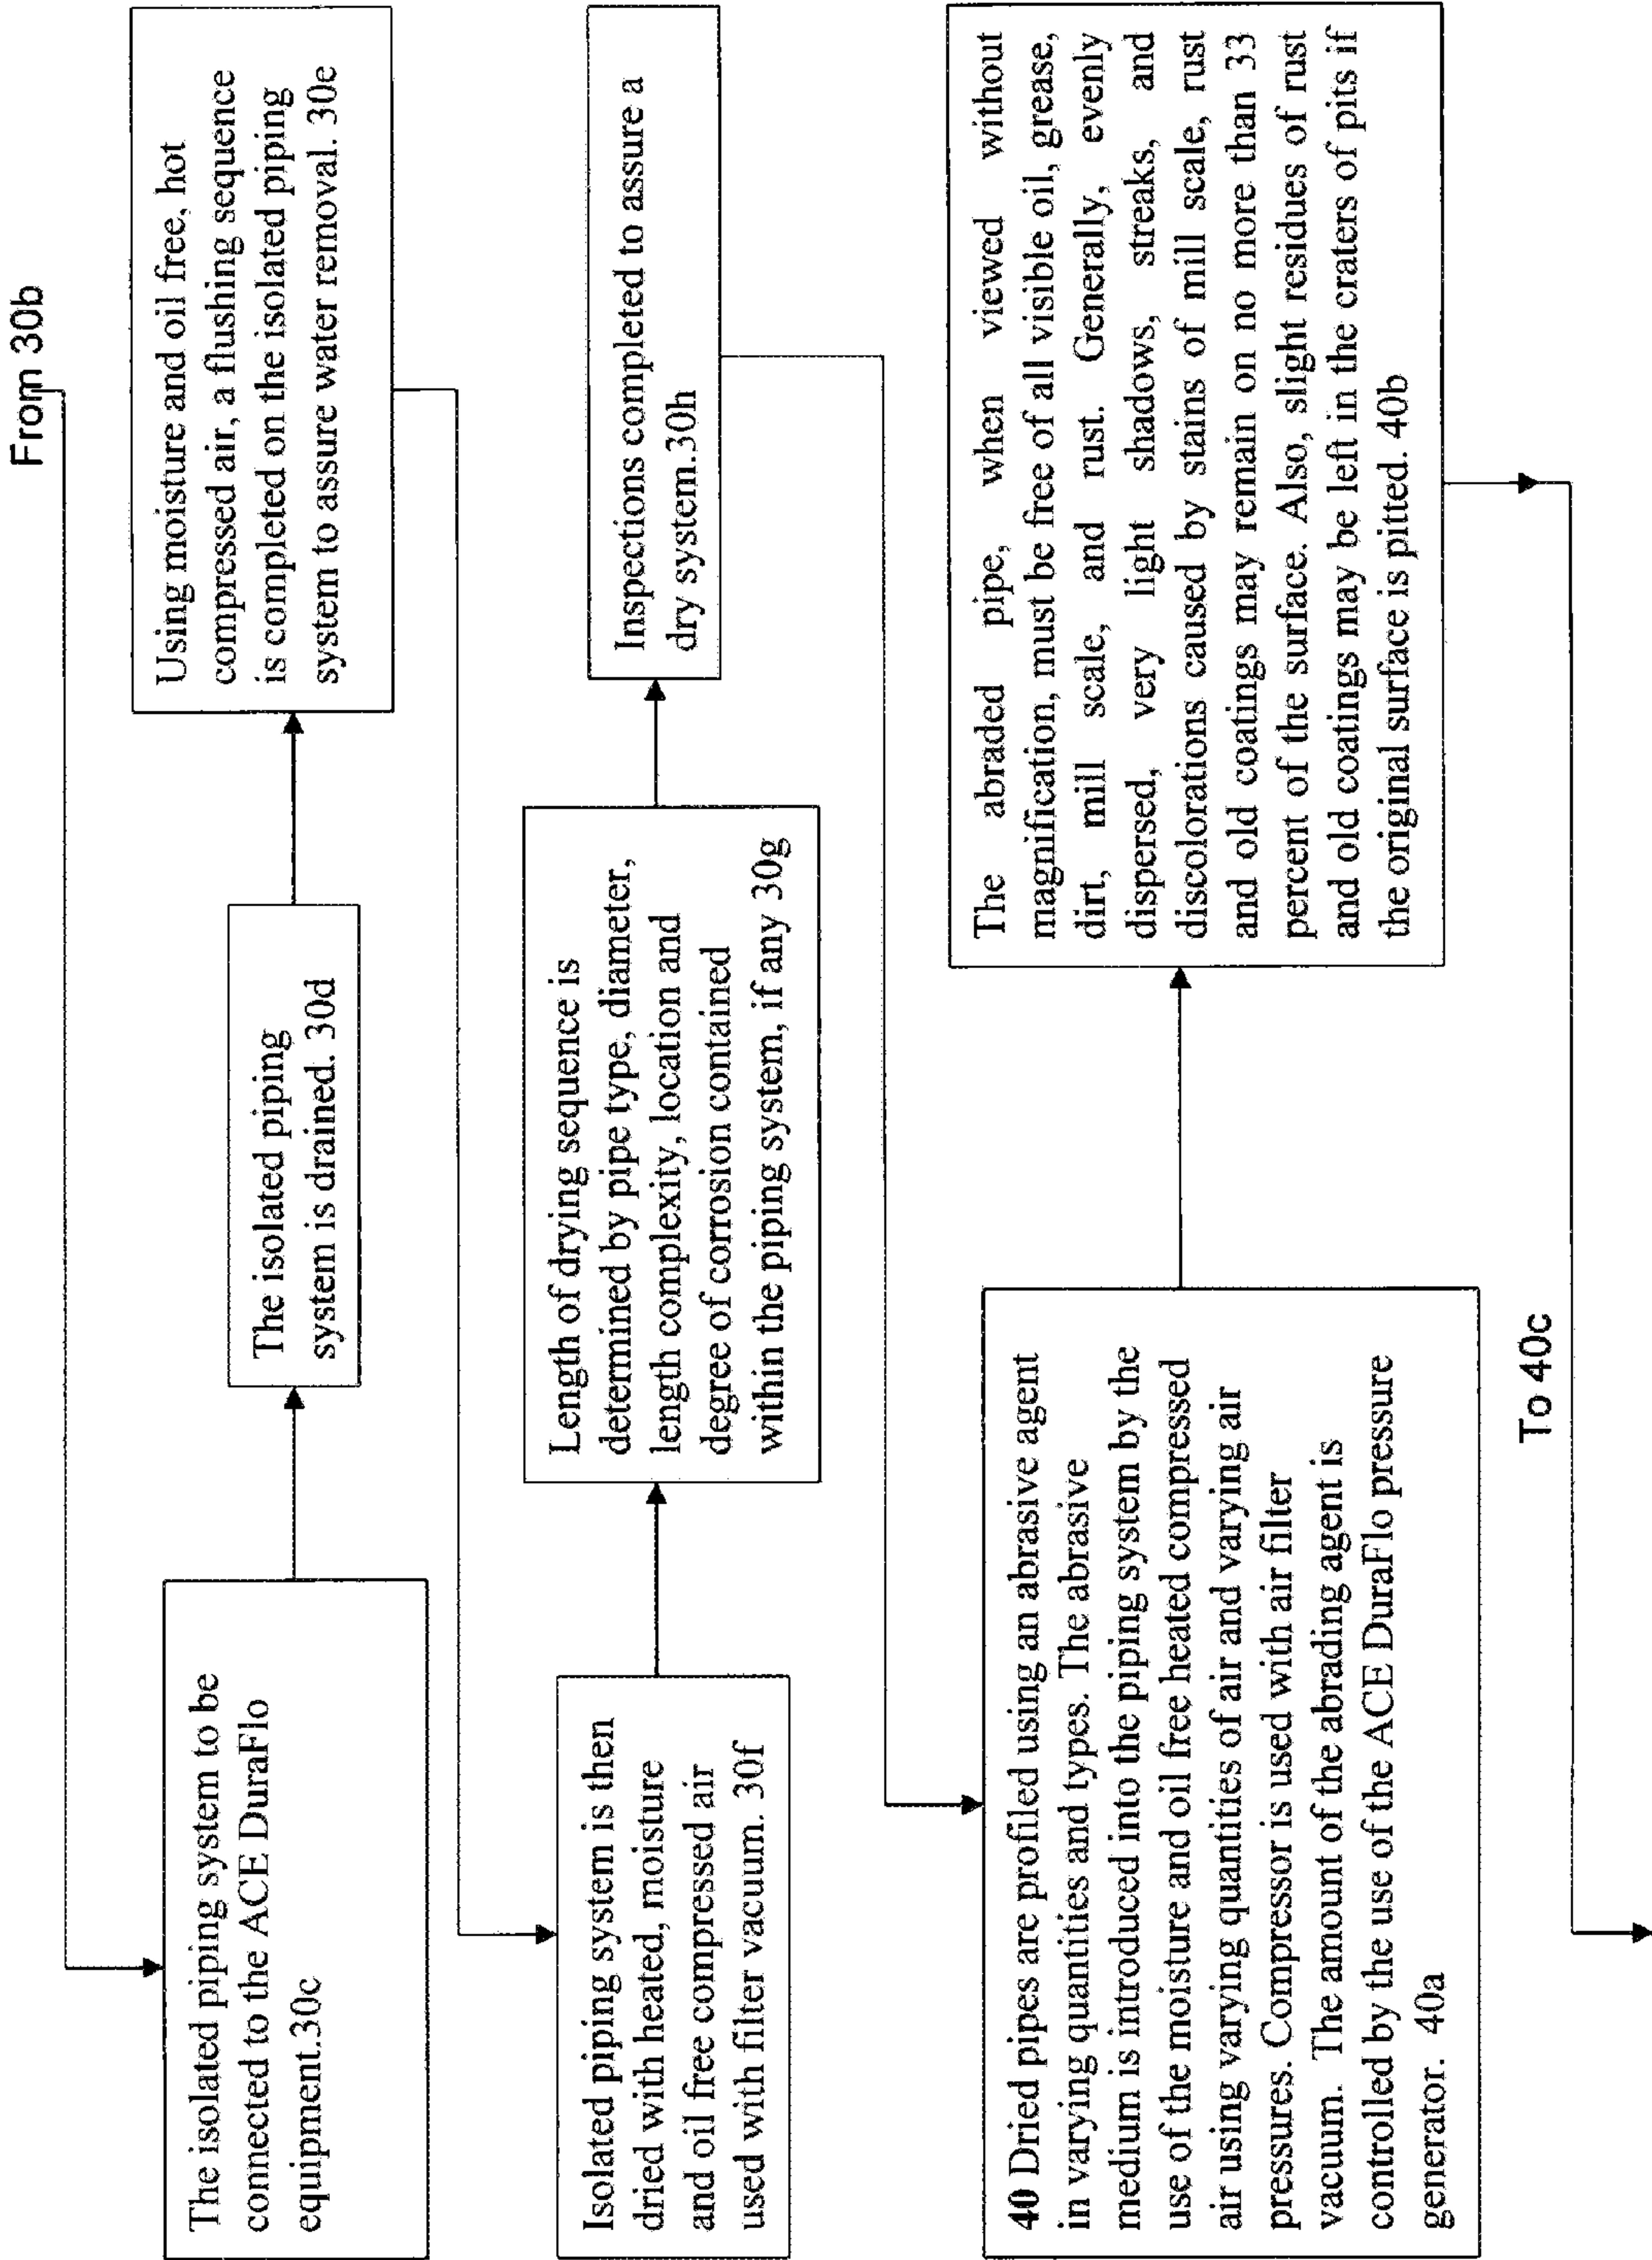 From 30b
The isolated piping system to be
connected to the ACE DuraFlo
equipment.30c
The isolated piping
system is drained. 30d
Using moisture and oil free, hot
compressed air, a flushing sequence
is completed on the isolated piping
system to assure water removal. 30e
Isolated piping system is then
dried with heated, moisture
and oil free compressed air
used with filter vacuum. 30f
Length of drying sequence is
determined by pipe type, diameter,
length complexity, location and
degree of corrosion contained
within the piping system, if any 30g
Inspections completed to assure a
dry system.30h
40 Dried pipes are profiled using an abrasive agent
in varying quantities and types. The abrasive
medium is introduced into the piping system by the
use of the moisture and oil free heated compressed
air using varying quantities of air and varying air
pressures. Compressor is used with air filter
vacuum. The amount of the abrading agent is
controlled by the use of the ACE DuraFlo pressure
generator. 40a
The abraded pipe, when viewed without
magnification, must be free of all visible oil, grease,
dirt, mill scale, and rust. Generally, evenly
dispersed, very light shadows, streaks, and
discolorations caused by stains of mill scale, rust
and old coatings may remain on no more than 33
percent of the surface. Also, slight residues of rust
and old coatings may be left in the craters of pits if
the original surface is pitted. 40b
To 40c